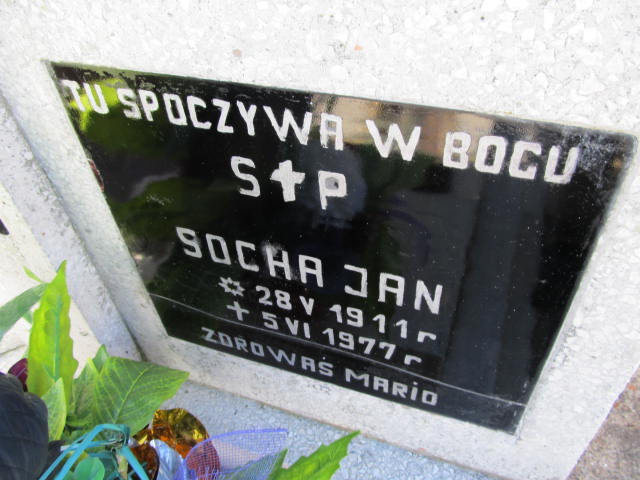 TU SPOCZYWA W BOGU
S✝P
SOCHA JAN
✡ 28 V 1911 r
✝ 5 VI 1977 r
ZDROWAŚ MARIO